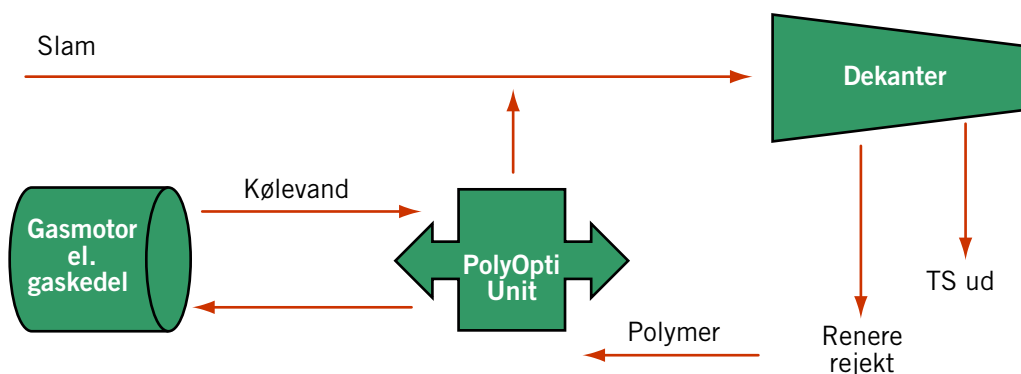 Slam
Dekanter
Kølevand
Gasmotor
el.
gaskedel
PolyOpti
Unit
TS ud
Polymer
Renere
rejekt